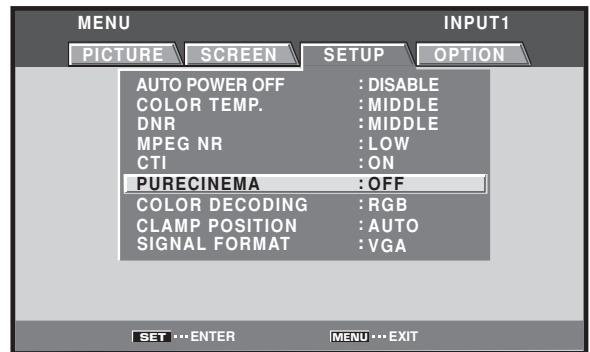 MENU INPUT1
PICTURE SCREEN SETUP OPTION
AUTO POWER OFF : DISABLE
COLOR TEMP. : MIDDLE
DNR : MIDDLE
MPEG NR : LOW
CTI : ON
PURECINEMA : OFF
COLOR DECODING : RGB
CLAMP POSITION : AUTO
SIGNAL FORMAT : VGA
SET ··· ENTER MENU ··· EXIT